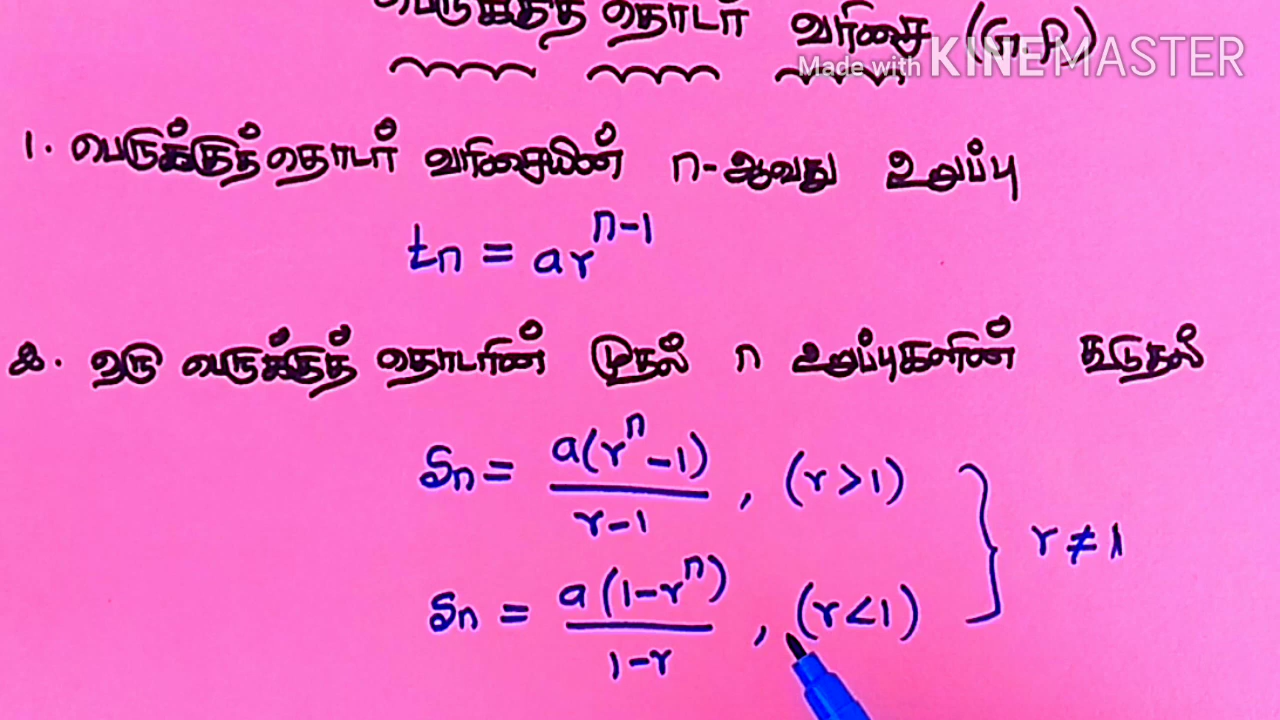 பெருக்குத் தொடர் வரிசை (G.P)
Made with KINEMASTER
1. பெருக்குத்தொடர் வரிசையின் n-ஆவது உறுப்பு
tn = ar^(n-1)
2. ஒரு பெருக்குத் தொடரின் முதல் n உறுப்புகளின் கூடுதல்
Sn = a(r^n - 1) / r-1 , (r > 1)
r ≠ 1
Sn = a(1-r^n) / 1-r , (r < 1)